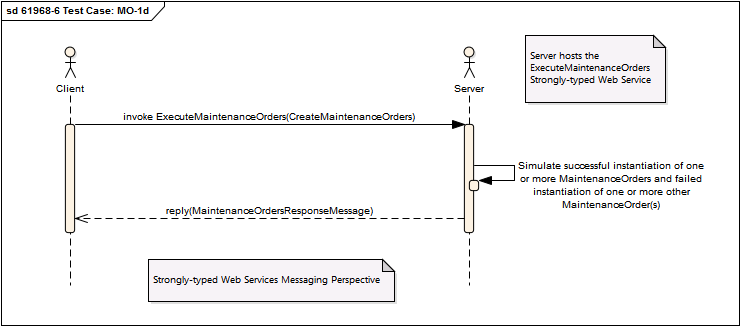 sd 61968-6 Test Case: MO-1d
Server hosts the
ExecuteMaintenanceOrders
Strongly-typed Web Service
Client
Server
invoke ExecuteMaintenanceOrders(CreateMaintenanceOrders)
Simulate successful instantiation of one
or more MaintenanceOrders and failed
instantiation of one or more other
MaintenanceOrder(s)
reply(MaintenanceOrdersResponseMessage)
Strongly-typed Web Services Messaging Perspective